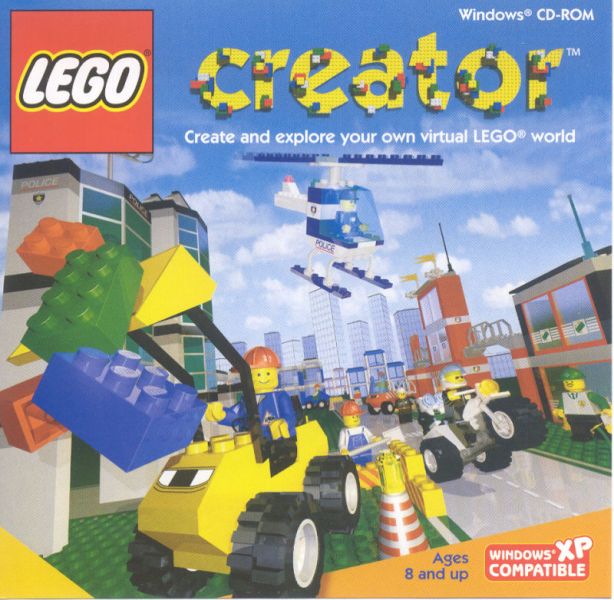 Windows® CD-ROM
LEGO®
creator™
Create and explore your own virtual LEGO® world
POLICE
POLICE
POLICE
Ages
8 and up
WINDOWS® XP
COMPATIBLE